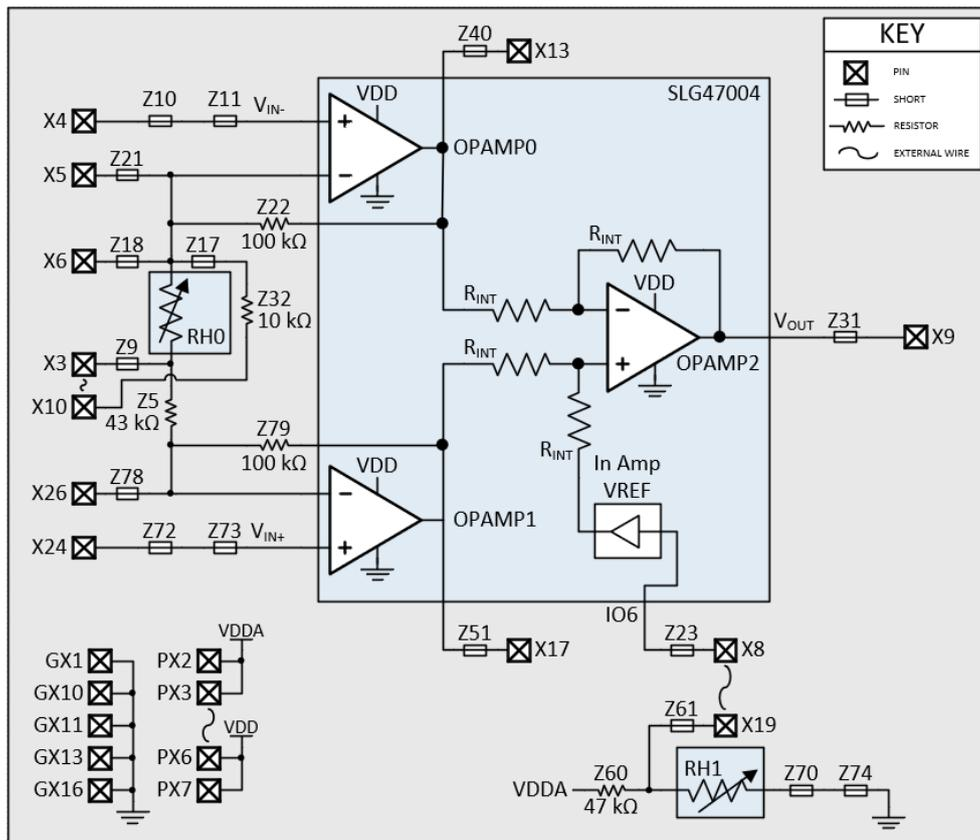 Z40
X13
KEY
PIN
SHORT
RESISTOR
EXTERNAL WIRE
SLG47004
X4
Z10
Z11
VIN-
VDD
+
−
OPAMP0
X5
Z21
Z22
100 kΩ
X6
Z18
Z17
RH0
Z32
10 kΩ
RINT
RINT
VDD
−
+
OPAMP2
VOUT
Z31
X9
RINT
RINT
X3
Z9
X10
Z5
43 kΩ
Z79
100 kΩ
X26
Z78
VDD
−
+
OPAMP1
X24
Z72
Z73
VIN+
In Amp
VREF
IO6
Z51
X17
Z23
X8
Z61
X19
VDDA
Z60
47 kΩ
RH1
Z70
Z74
GX1
GX10
GX11
GX13
GX16
VDDA
PX2
PX3
VDD
PX6
PX7